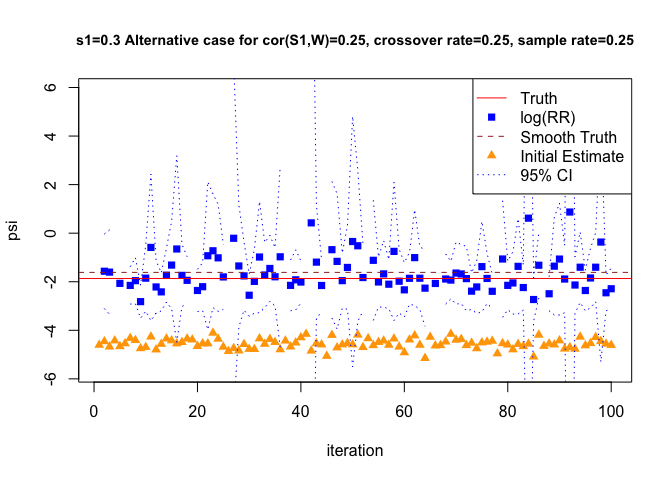 s1=0.3 Alternative case for cor(S1,W)=0.25, crossover rate=0.25, sample rate=0.25
Truth
log(RR)
Smooth Truth
Initial Estimate
95% CI
psi
6
4
2
0
-2
-4
-6
0 20 40 60 80 100
iteration